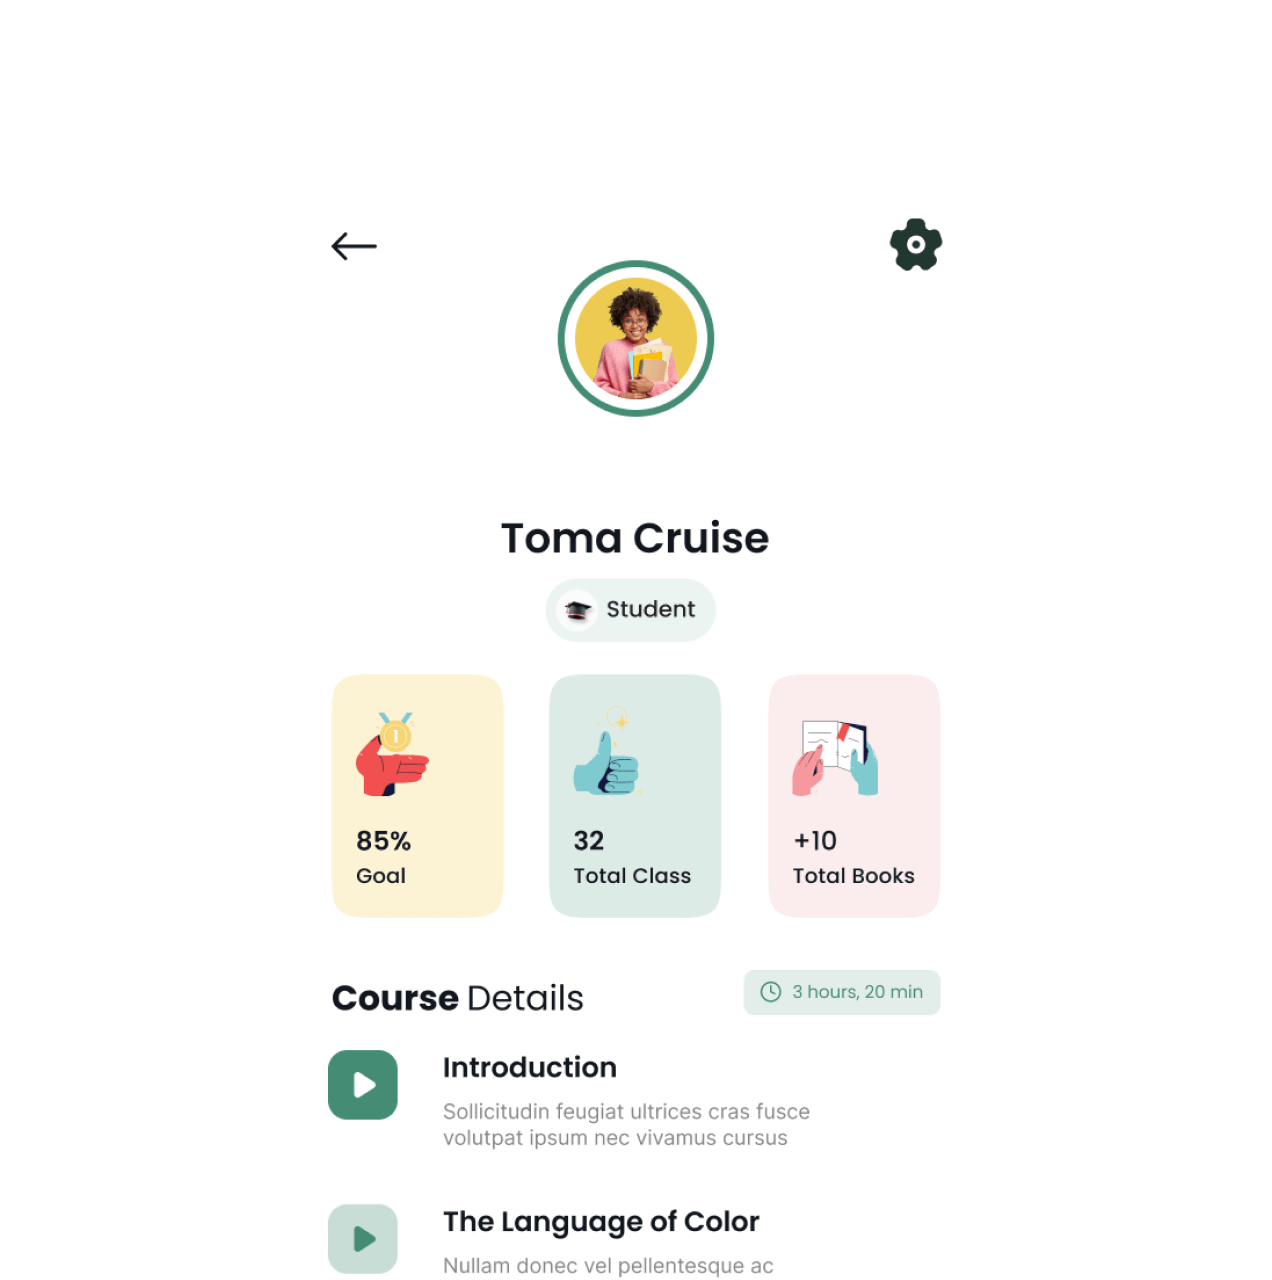 Toma Cruise
Student
1
85%
Goal
32
Total Class
+10
Total Books
Course Details
3 hours, 20 min
Introduction
Sollicitudin feugiat ultrices cras fusce
volutpat ipsum nec vivamus cursus
The Language of Color
Nullam donec vel pellentesque ac